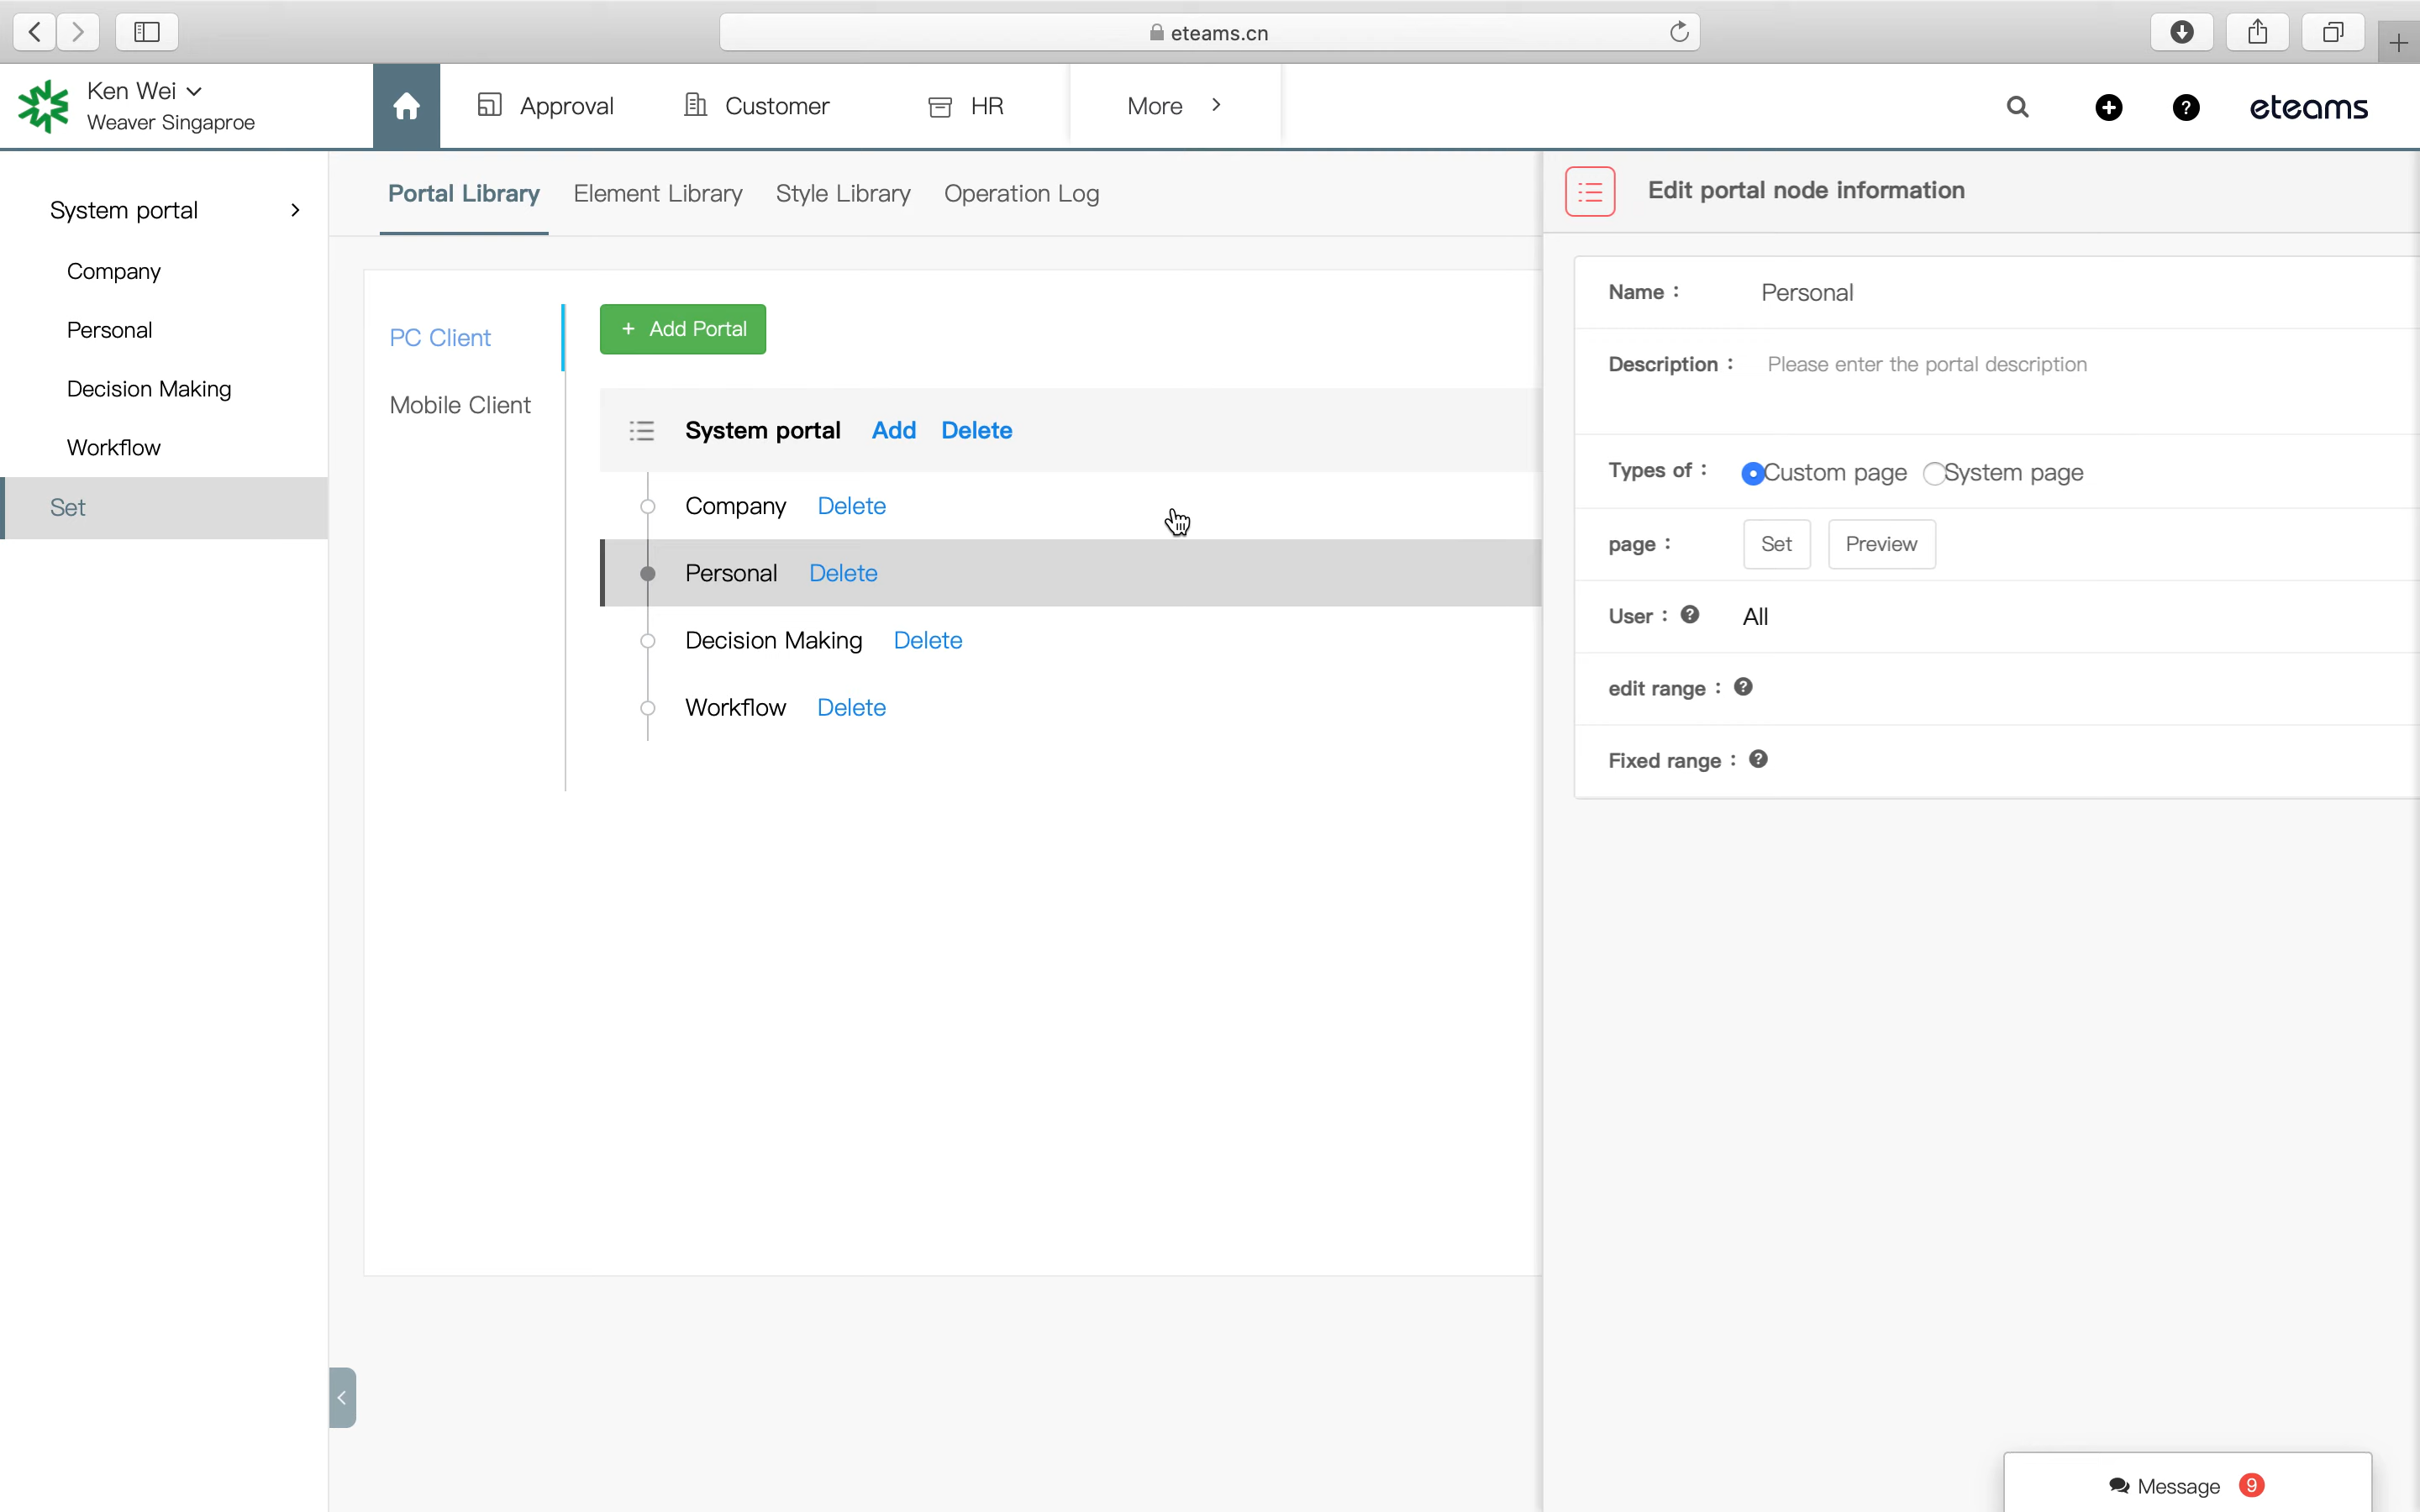 eteams.cn
Ken Wei
Weaver Singaproe
Approval
Customer
HR
More
eteams
System portal
Company
Personal
Decision Making
Workflow
Set
Portal Library
Element Library
Style Library
Operation Log
PC Client
Mobile Client
+ Add Portal
System portal Add Delete
Company Delete
Personal Delete
Decision Making Delete
Workflow Delete
Edit portal node information
Name : Personal
Description : Please enter the portal description
Types of : Custom page System page
page : Set Preview
User : ? All
edit range : ?
Fixed range : ?
Message 9